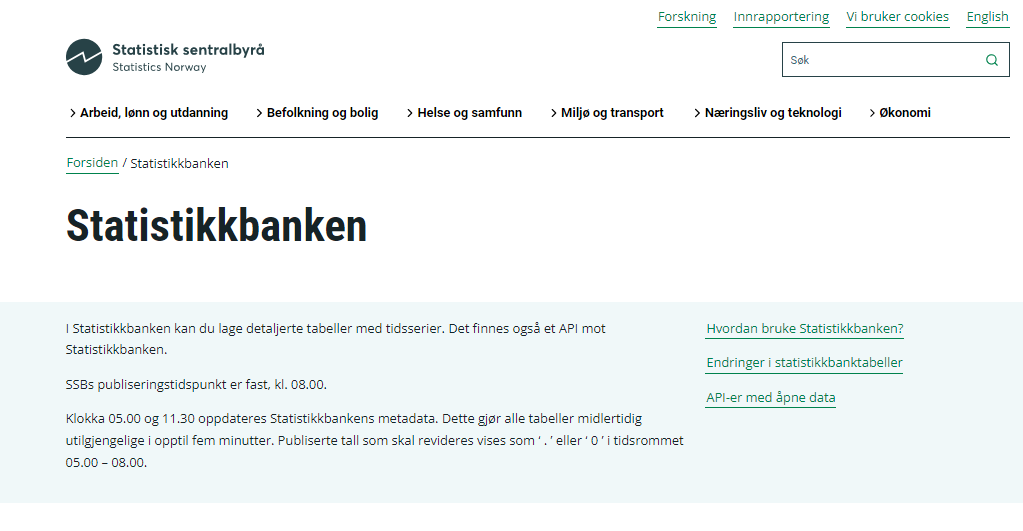 Forskning Innrapportering Vi bruker cookies English
Statistisk sentralbyrå
Statistics Norway
Søk
Arbeid, lønn og utdanning Befolkning og bolig Helse og samfunn Miljø og transport Næringsliv og teknologi Økonomi
Forsiden / Statistikkbanken
Statistikkbanken
I Statistikkbanken kan du lage detaljerte tabeller med tidsserier. Det finnes også et API mot
Statistikkbanken.
SSBs publiseringstidspunkt er fast, kl. 08.00.
Klokka 05.00 og 11.30 oppdateres Statistikkbankens metadata. Dette gjør alle tabeller midlertidig
utilgjengelige i opptil fem minutter. Publiserte tall som skal revideres vises som ‘ . ’ eller ‘ 0 ’ i tidsrommet
05.00 – 08.00.
Hvordan bruke Statistikkbanken?
Endringer i statistikkbanktabeller
API-er med åpne data